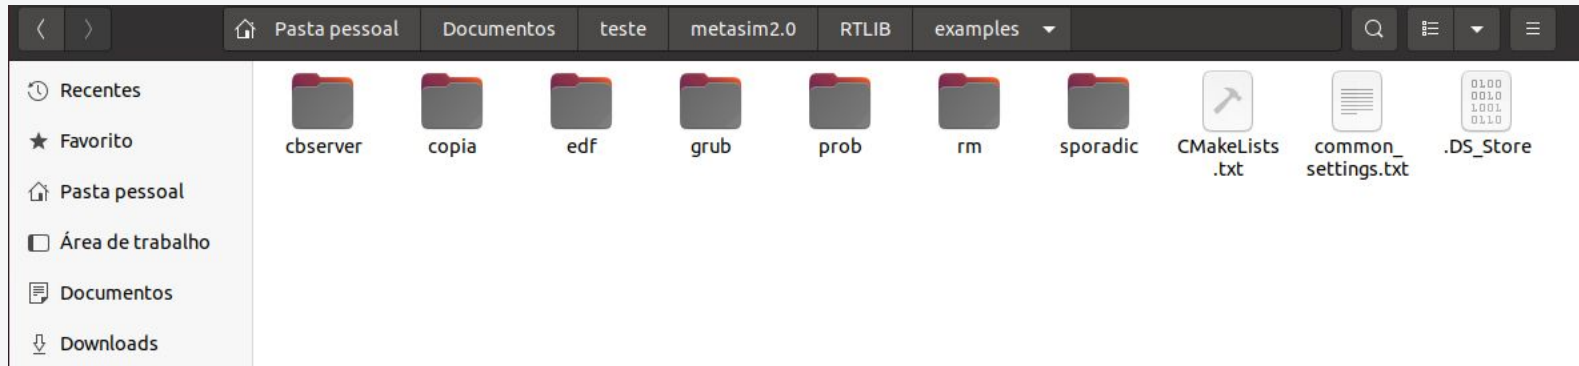 Pasta pessoal Documentos teste metasim2.0 RTLIB examples
Recentes
Favorito
Pasta pessoal
Área de trabalho
Documentos
Downloads
cbserver copia edf grub prob rm sporadic CMakeLists common_ .DS_Store
.txt settings.txt
0100
0010
1001
0110